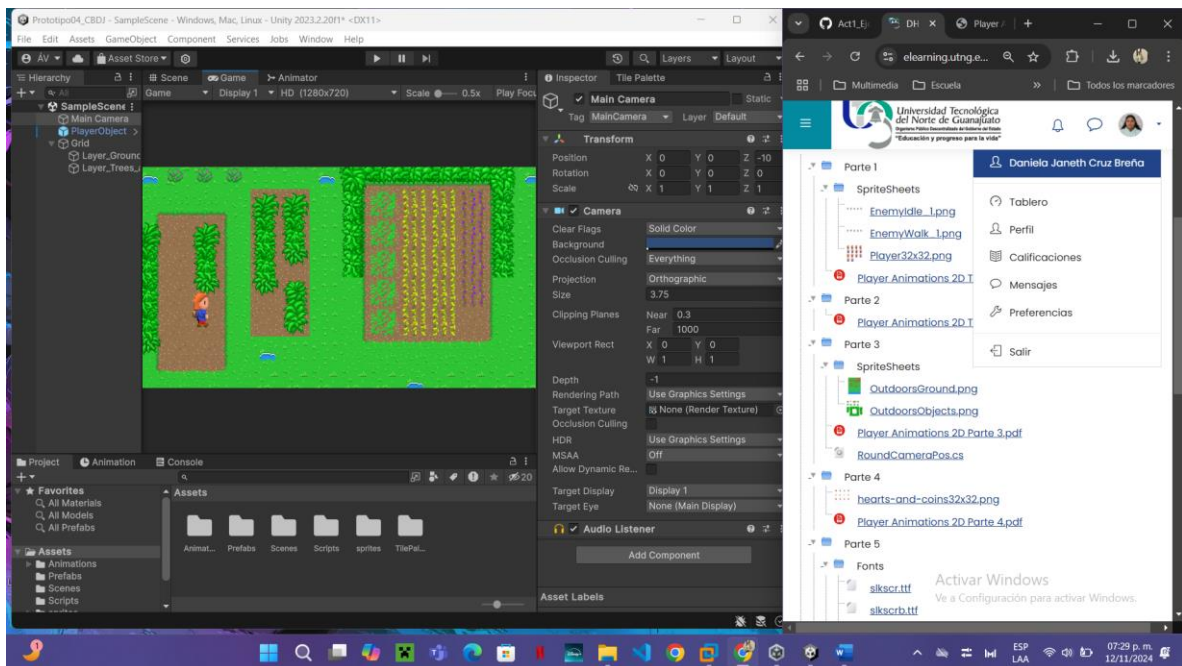 Prototipo04_CBDJ - SampleScene - Windows, Mac, Linux - Unity 2023.2.20f1* <DX11>
File Edit Assets GameObject Component Services Jobs Window Help
ÁV Asset Store
Layers Layout
Hierarchy
All
SampleScene
Main Camera
PlayerObject
Grid
Layer_Ground
Layer_Trees_
Scene Game Animator
Game Display 1 HD (1280x720) Scale 0.5x Play Focu
Inspector Tile Palette
Main Camera Static
Tag MainCamera Layer Default
Transform
Position X 0 Y 0 Z -10
Rotation X 0 Y 0 Z 0
Scale X 1 Y 1 Z 1
Camera
Clear Flags Solid Color
Background
Occlusion Culling Everything
Projection Orthographic
Size 3.75
Clipping Planes Near 0.3
Far 1000
Viewport Rect X 0 Y 0
W 1 H 1
Depth -1
Rendering Path Use Graphics Settings
Target Texture None (Render Texture)
Occlusion Culling
HDR Use Graphics Settings
MSAA Off
Allow Dynamic Re...
Target Display Display 1
Target Eye None (Main Display)
Audio Listener
Add Component
Asset Labels
Project Animation Console
20
Favorites
All Materials
All Models
All Prefabs
Assets
Animations
Prefabs
Scenes
Scripts
Assets
Animat... Prefabs Scenes Scripts sprites TilePal...
Act1_Ej DH Player
elearning.utng.e...
Multimedia Escuela Todos los marcadores
Universidad Tecnológica
del Norte de Guanajuato
Organismo Público Descentralizado del Gobierno del Estado
"Educación y progreso para la vida"
Daniela Janeth Cruz Breña
Tablero
Perfil
Calificaciones
Mensajes
Preferencias
Salir
Parte 1
SpriteSheets
EnemyIdle_1.png
EnemyWalk_1.png
Player32x32.png
Player Animations 2D
Parte 2
Player Animations 2D
Parte 3
SpriteSheets
OutdoorsGround.png
OutdoorsObjects.png
Player Animations 2D Parte 3.pdf
RoundCameraPos.cs
Parte 4
hearts-and-coins32x32.png
Player Animations 2D Parte 4.pdf
Parte 5
Fonts
slkscr.ttf
slkscrb.ttf
Activar Windows
Ve a Configuración para activar Windows.
ESP
LAA
07:29 p. m.
12/11/2024